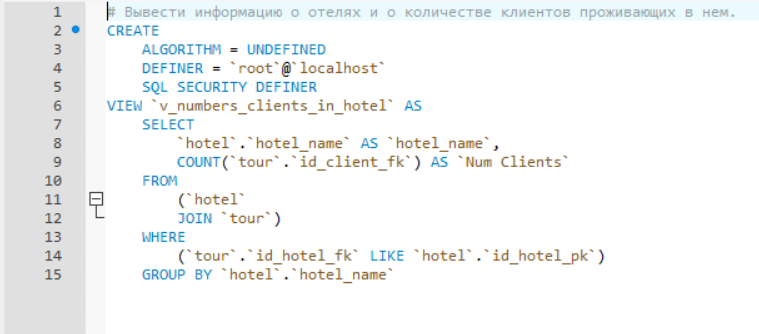 1 # Вывести информацию о отелях и о количестве клиентов проживающих в нем.
2 CREATE
3 ALGORITHM = UNDEFINED
4 DEFINER = `root`@`localhost`
5 SQL SECURITY DEFINER
6 VIEW `v_numbers_clients_in_hotel` AS
7 SELECT
8 `hotel`.`hotel_name` AS `hotel_name`,
9 COUNT(`tour`.`id_client_fk`) AS `Num Clients`
10 FROM
11 (`hotel`
12 JOIN `tour`)
13 WHERE
14 (`tour`.`id_hotel_fk` LIKE `hotel`.`id_hotel_pk`)
15 GROUP BY `hotel`.`hotel_name`